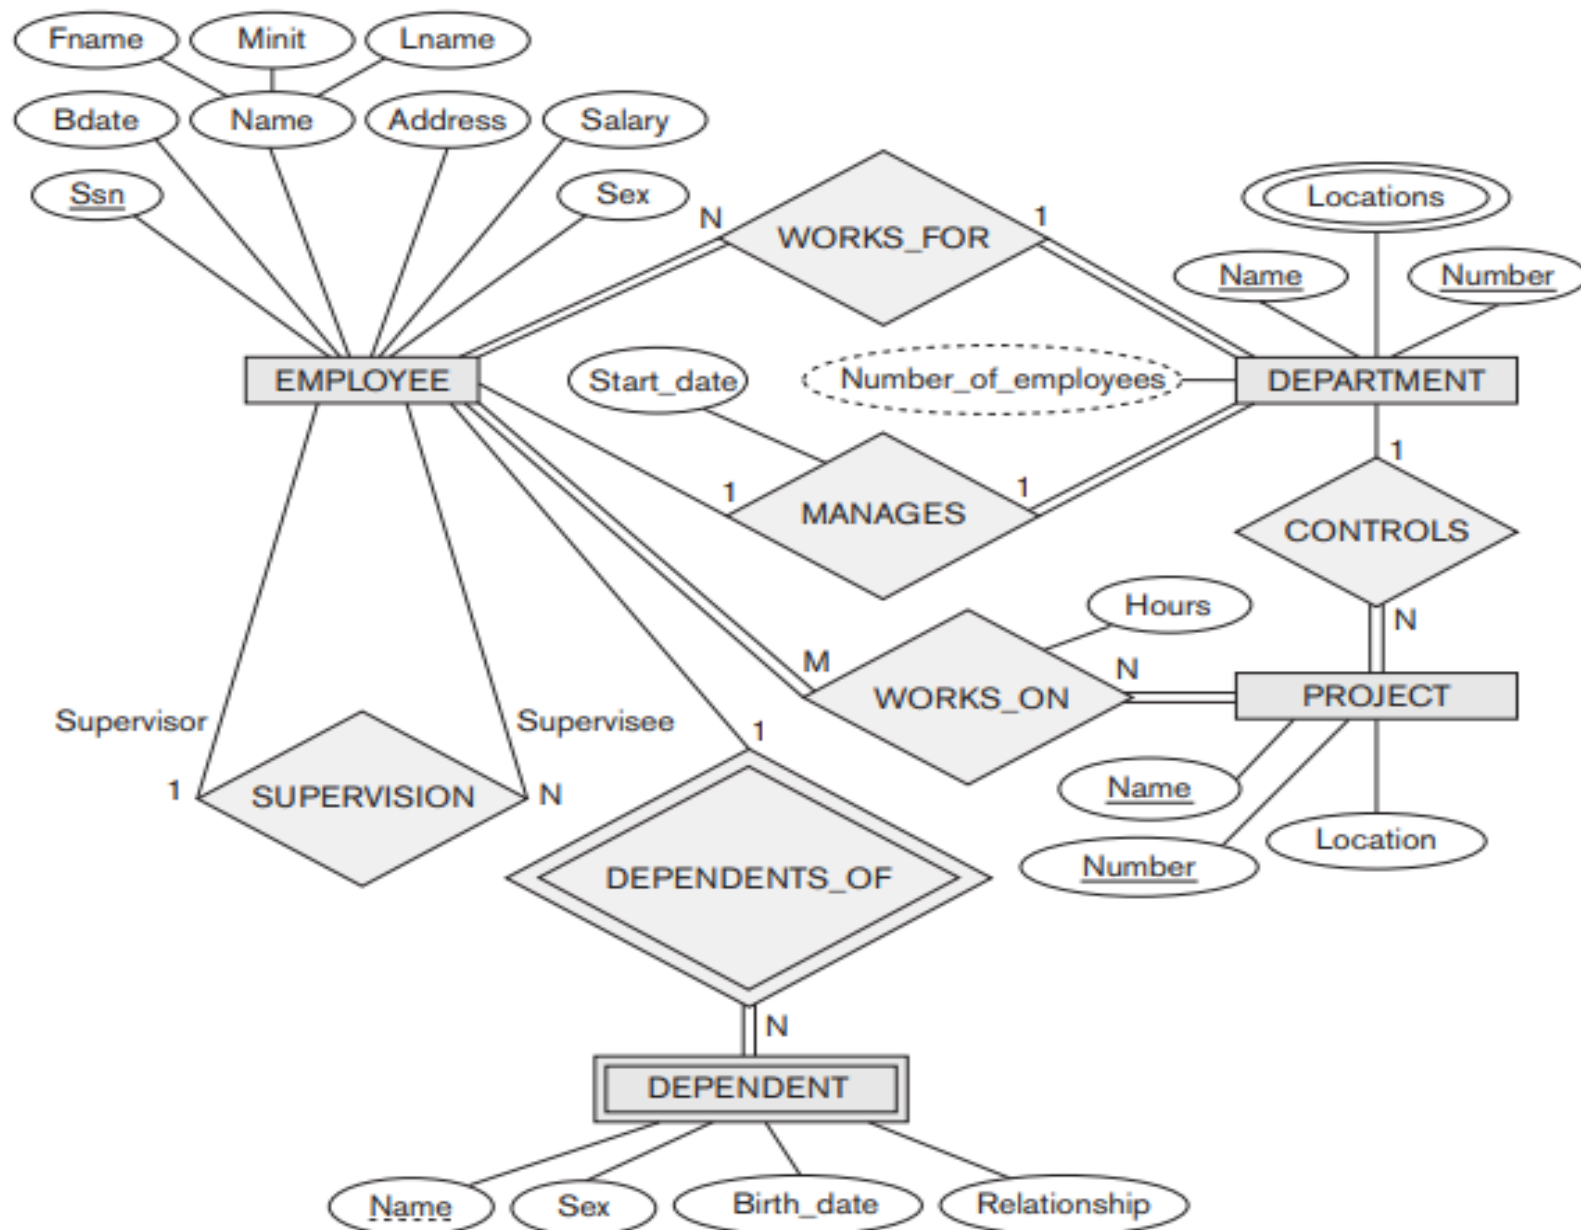 Fname Minit Lname
Bdate Name Address Salary
Ssn Sex
N WORKS_FOR 1
Locations
Name Number
EMPLOYEE
Start_date
Number_of_employees
DEPARTMENT
1 MANAGES 1
1
CONTROLS
N
Hours
M WORKS_ON N
PROJECT
Name
Number
Location
Supervisor
Supervisee
1 SUPERVISION N
1
DEPENDENTS_OF
N
DEPENDENT
Name Sex Birth_date Relationship